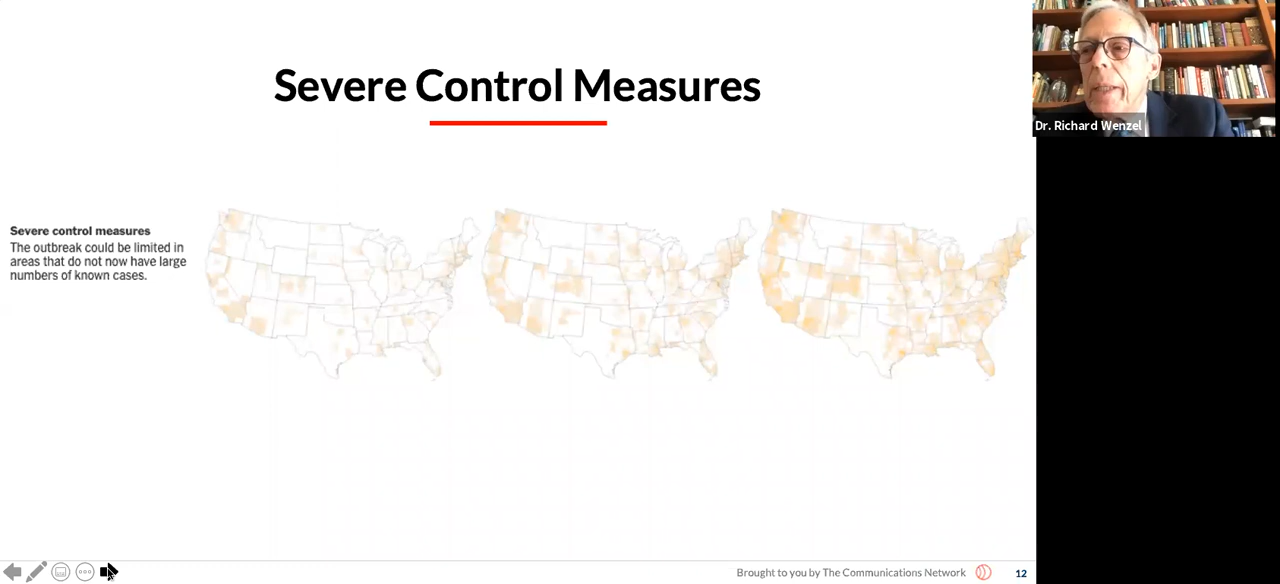 Severe Control Measures
Dr. Richard Wenzel
Severe control measures
The outbreak could be limited in
areas that do not now have large
numbers of known cases.
Brought to you by The Communications Network
12